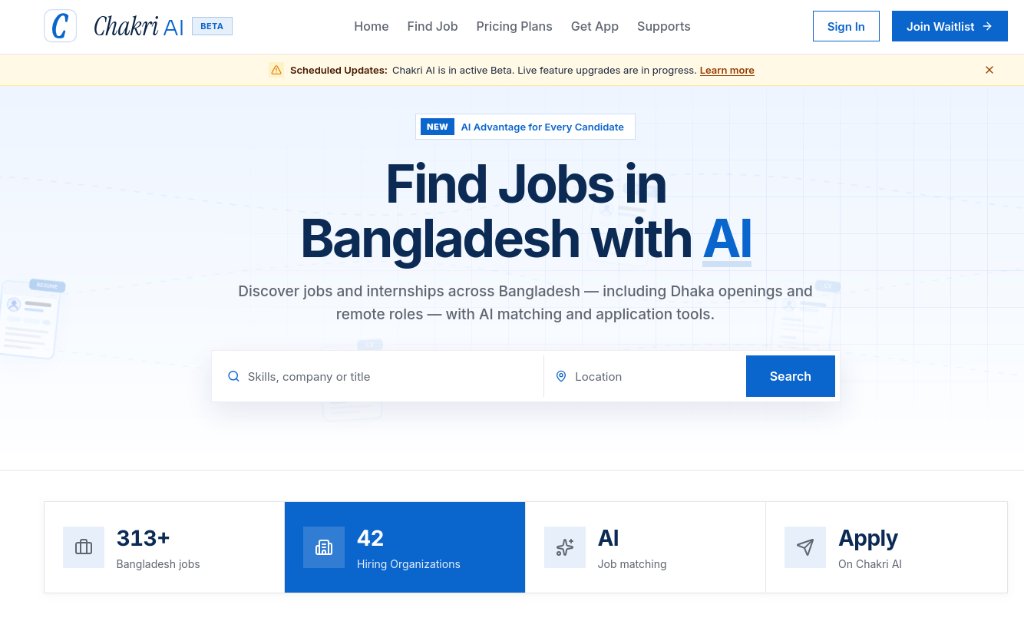 C Chakri AI BETA
Home Find Job Pricing Plans Get App Supports
Sign In Join Waitlist
Scheduled Updates: Chakri AI is in active Beta. Live feature upgrades are in progress. Learn more
NEW AI Advantage for Every Candidate
Find Jobs in
Bangladesh with AI
Discover jobs and internships across Bangladesh — including Dhaka openings and
remote roles — with AI matching and application tools.
RESUME
CV
CV
Skills, company or title
Location
Search
313+
Bangladesh jobs
42
Hiring Organizations
AI
Job matching
Apply
On Chakri AI